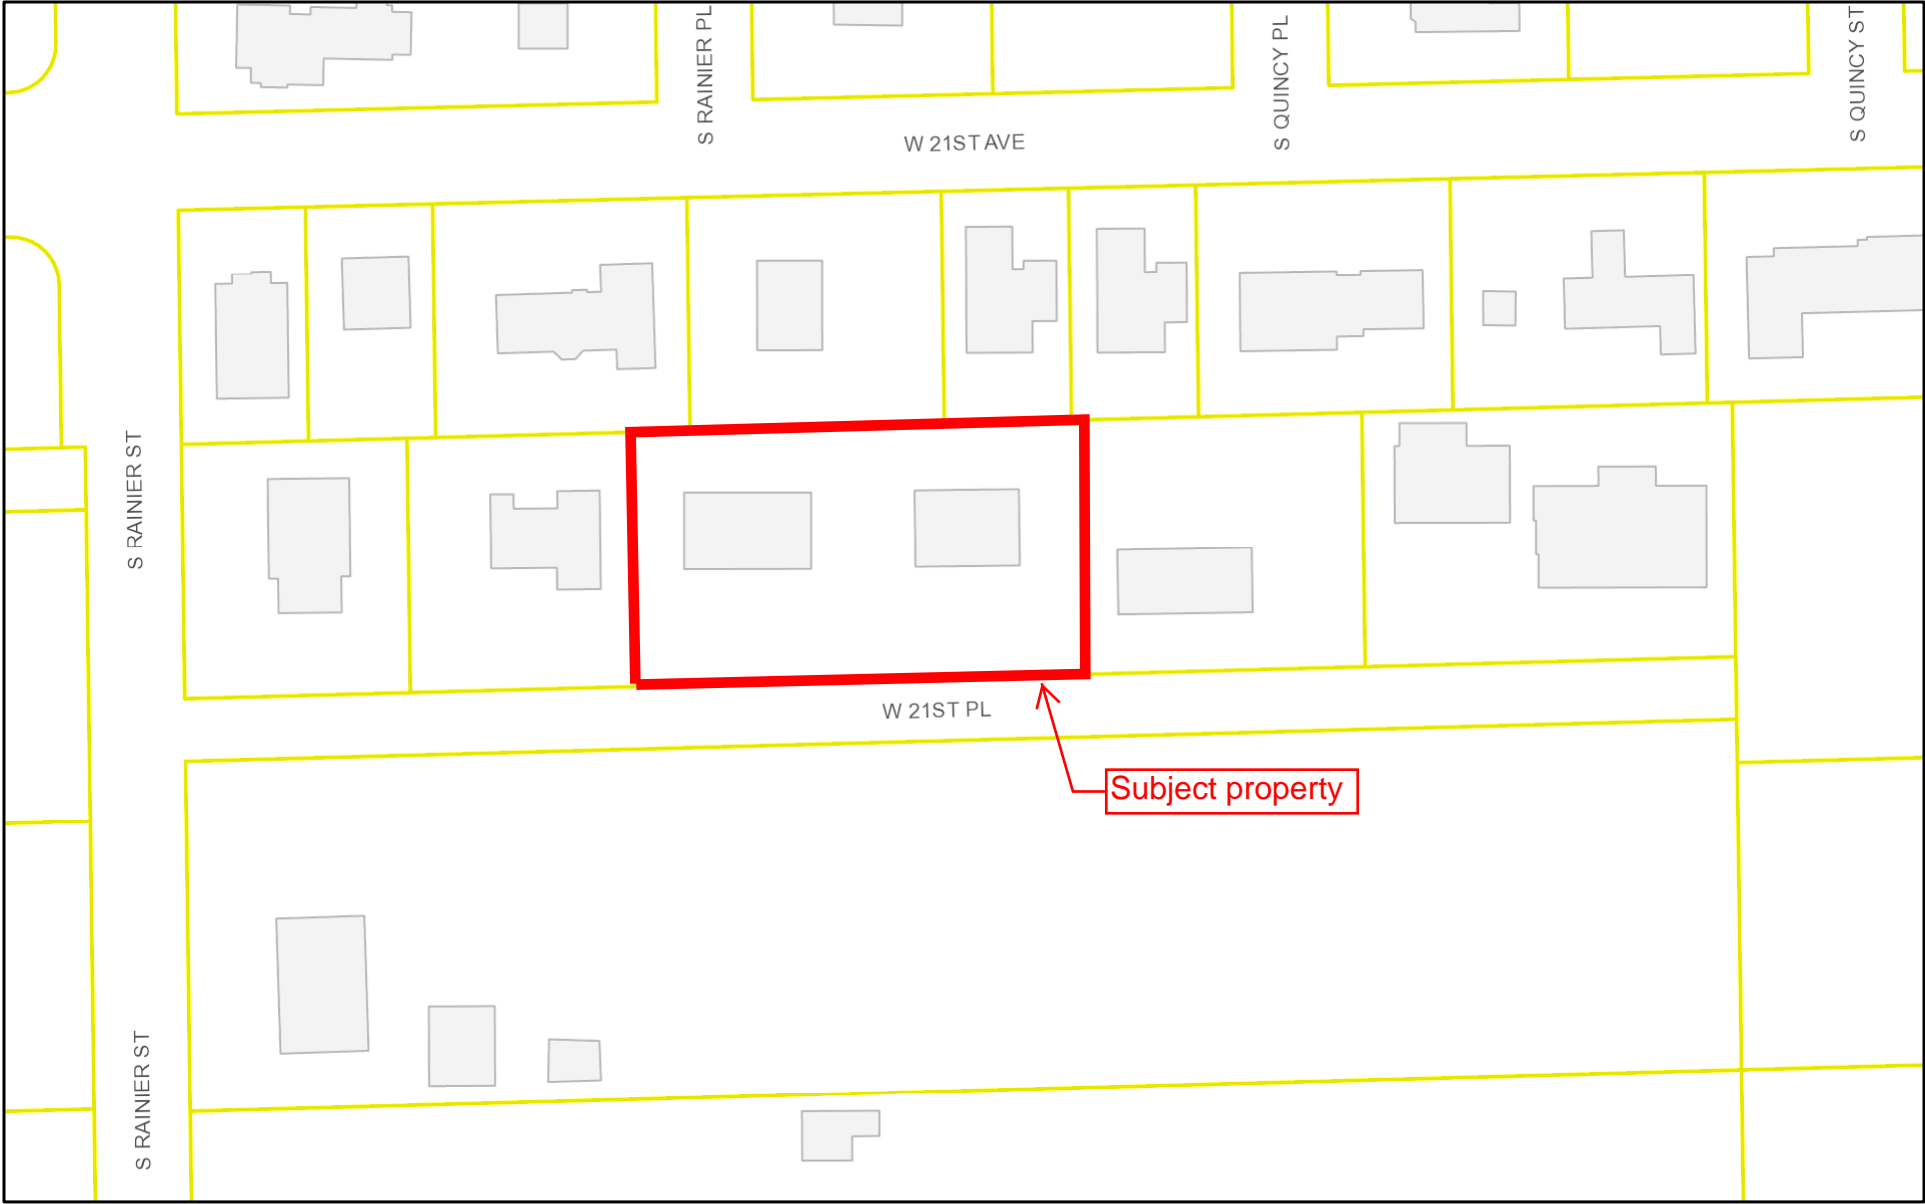 S RAINIER PL
S QUINCY PL
S QUINCY ST
W 21ST AVE
S RAINIER ST
W 21ST PL
Subject property
S RAINIER ST